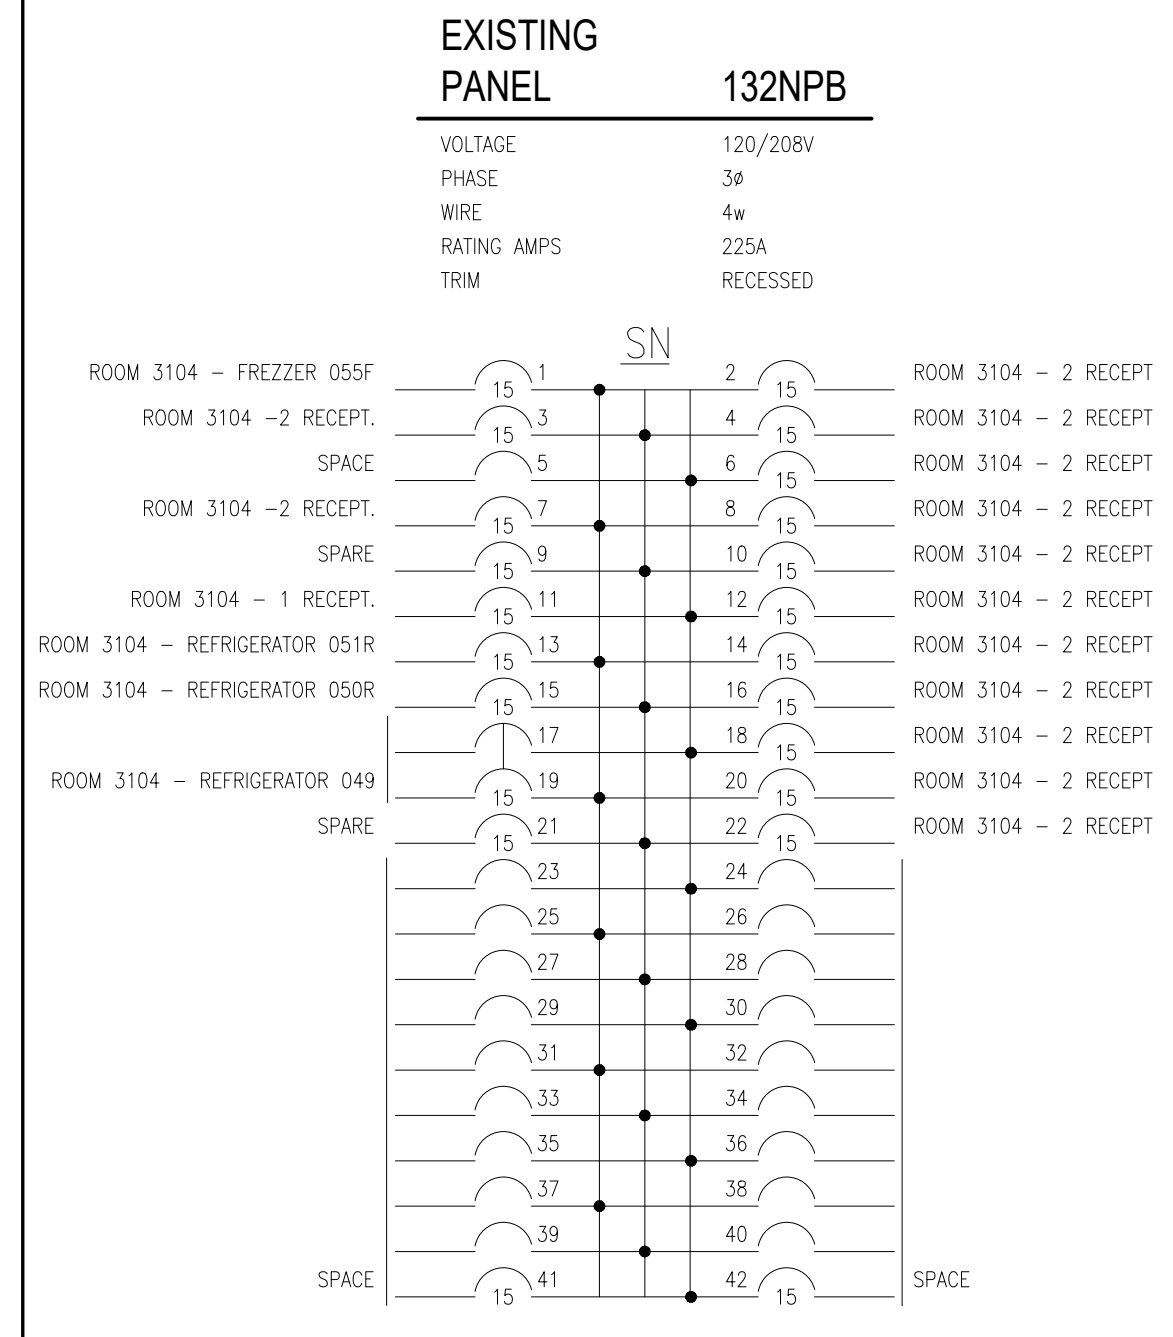 EXISTING
PANEL 132NPB
VOLTAGE 120/208V
PHASE 3ø
WIRE 4w
RATING AMPS 225A
TRIM RECESSED
SN
ROOM 3104 – FREZZER 055F 15 1 2 15 ROOM 3104 – 2 RECEPT
ROOM 3104 –2 RECEPT. 15 3 4 15 ROOM 3104 – 2 RECEPT
SPACE 5 6 15 ROOM 3104 – 2 RECEPT
ROOM 3104 –2 RECEPT. 15 7 8 15 ROOM 3104 – 2 RECEPT
SPARE 15 9 10 15 ROOM 3104 – 2 RECEPT
ROOM 3104 – 1 RECEPT. 15 11 12 15 ROOM 3104 – 2 RECEPT
ROOM 3104 – REFRIGERATOR 051R 15 13 14 15 ROOM 3104 – 2 RECEPT
ROOM 3104 – REFRIGERATOR 050R 15 15 16 15 ROOM 3104 – 2 RECEPT
17 18 15 ROOM 3104 – 2 RECEPT
ROOM 3104 – REFRIGERATOR 049 15 19 20 15 ROOM 3104 – 2 RECEPT
SPARE 15 21 22 15 ROOM 3104 – 2 RECEPT
23 24
25 26
27 28
29 30
31 32
33 34
35 36
37 38
39 40
SPACE 15 41 42 15 SPACE